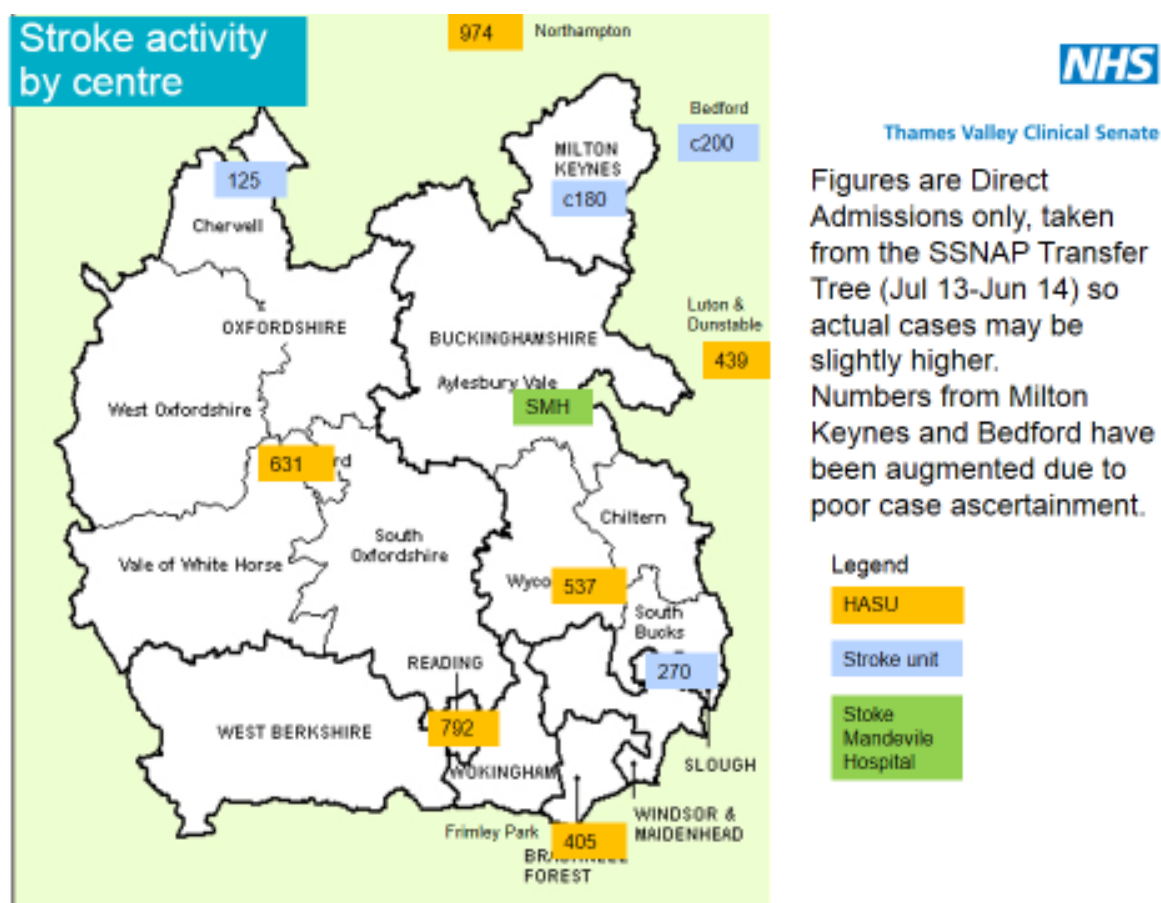 Stroke activity
by centre
974
Northampton
NHS
Thames Valley Clinical Senate
Bedford
c200
MILTON
KEYNES
c180
125
Cherwell
Figures are Direct
Admissions only, taken
from the SSNAP Transfer
Tree (Jul 13-Jun 14) so
actual cases may be
slightly higher.
Numbers from Milton
Keynes and Bedford have
been augmented due to
poor case ascertainment.
Luton &
Dunstable
439
OXFORDSHIRE
BUCKINGHAMSHIRE
Aylesbury Vale
SMH
West Oxfordshire
631
Chiltern
South
Oxfordshire
Vale of White Horse
537
South
Bucks
270
READING
792
WEST BERKSHIRE
WOKINGHAM
SLOUGH
WINDSOR &
MAIDENHEAD
Frimley Park
405
FOREST
Legend
HASU
Stroke unit
Stoke
Mandevile
Hospital